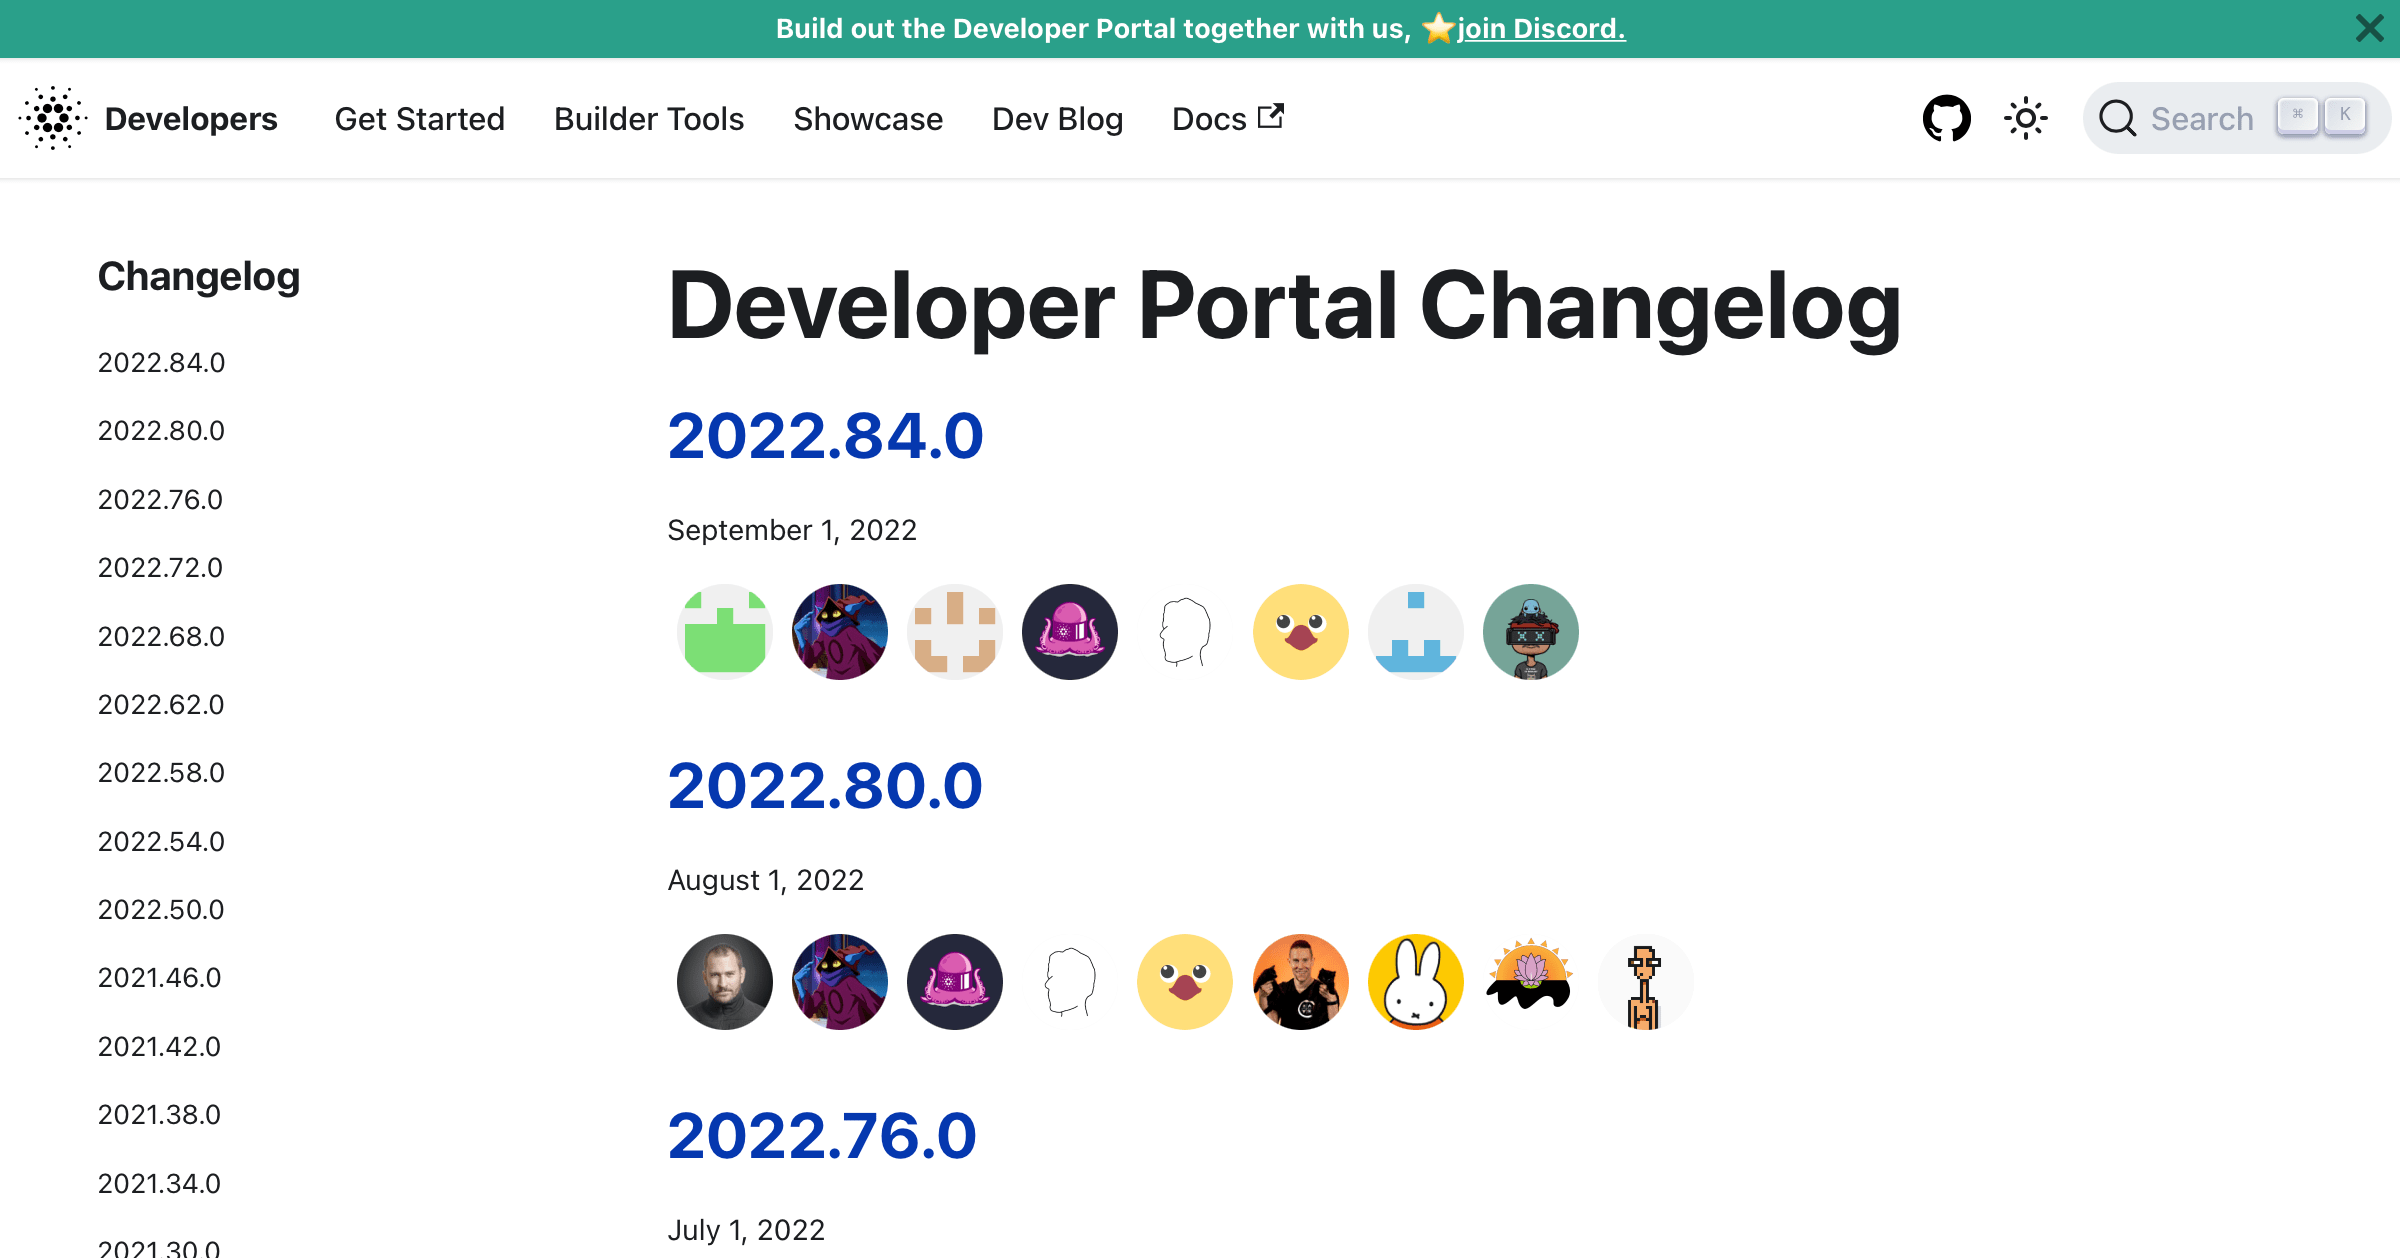 Build out the Developer Portal together with us, ⭐join Discord.
Developers Get Started Builder Tools Showcase Dev Blog Docs Search ⌘ K
Changelog
2022.84.0
2022.80.0
2022.76.0
2022.72.0
2022.68.0
2022.62.0
2022.58.0
2022.54.0
2022.50.0
2021.46.0
2021.42.0
2021.38.0
2021.34.0
2021.30.0
Developer Portal Changelog
2022.84.0
September 1, 2022
2022.80.0
August 1, 2022
2022.76.0
July 1, 2022